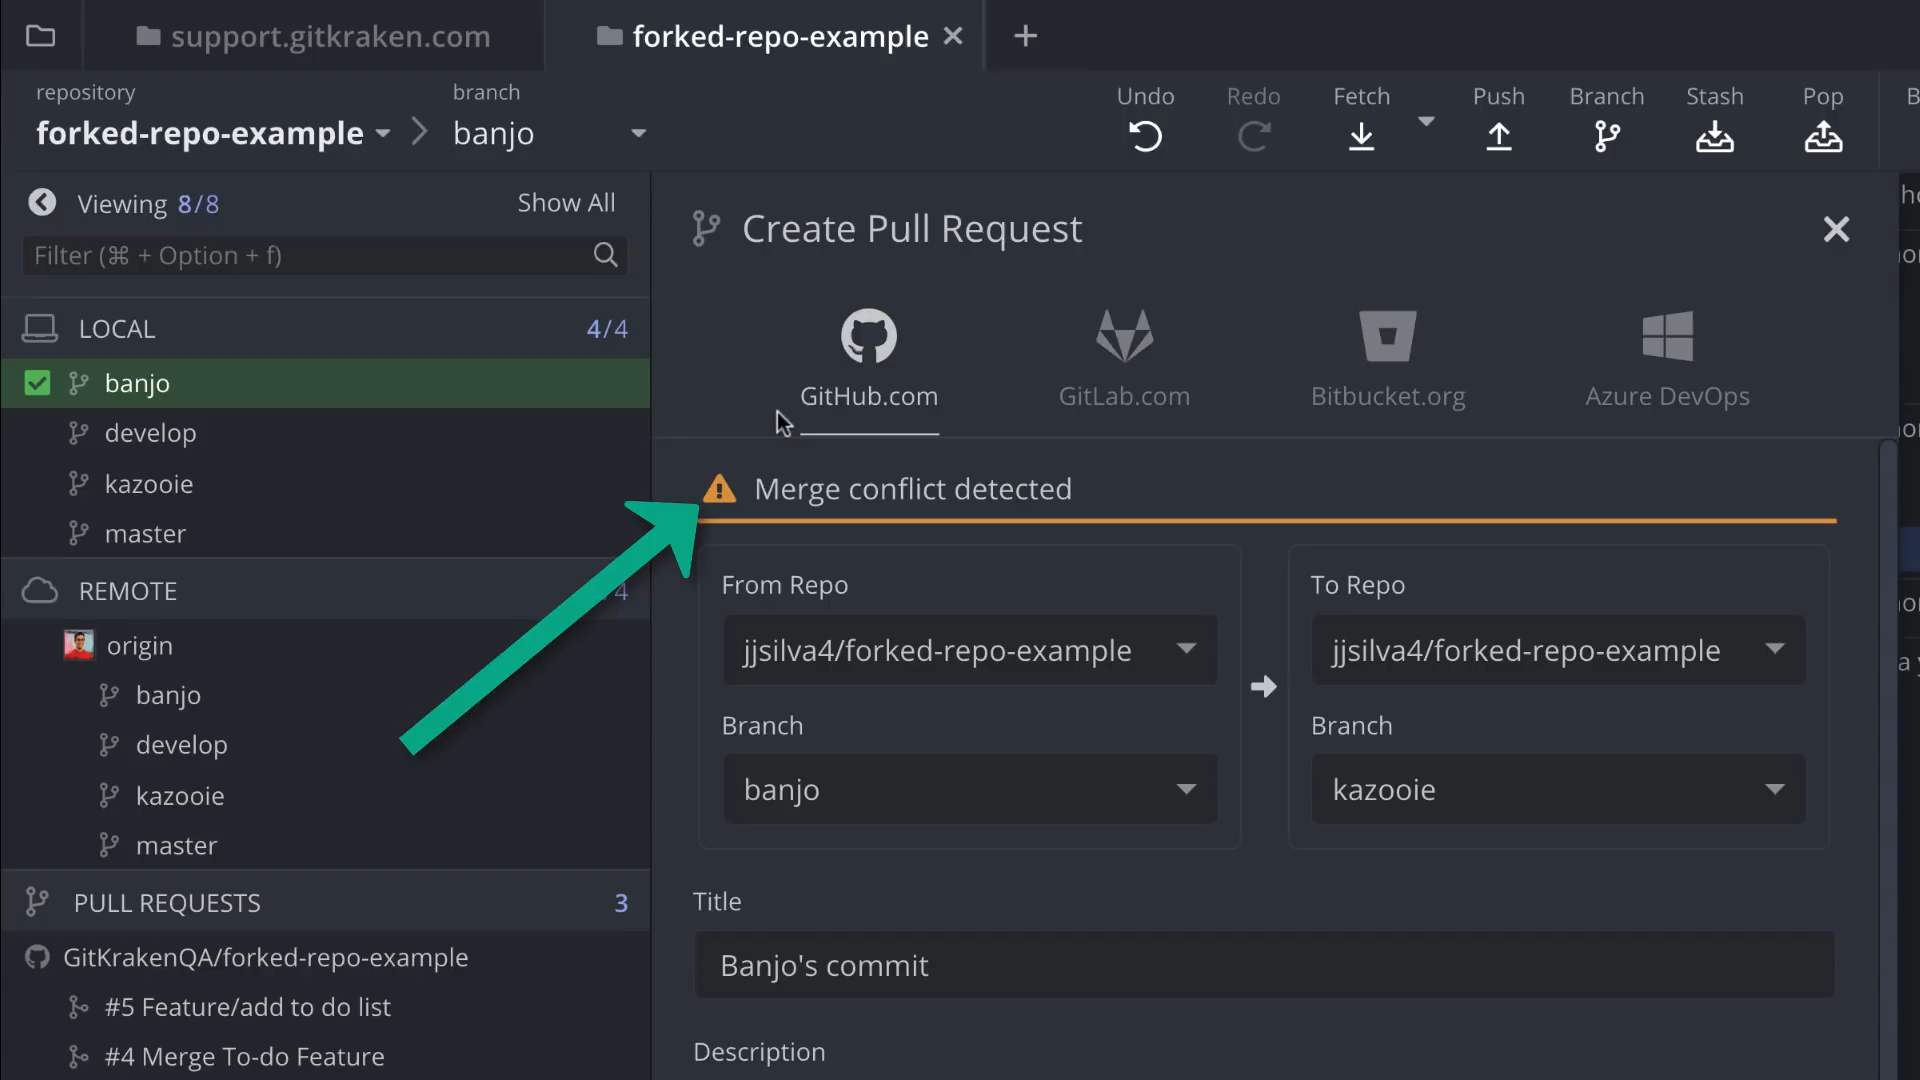 support.gitkraken.com
forked-repo-example
repository
forked-repo-example
branch
banjo
Undo
Redo
Fetch
Push
Branch
Stash
Pop
Viewing 8/8
Show All
Filter (⌘ + Option + f)
LOCAL 4/4
banjo
develop
kazooie
master
REMOTE
origin
banjo
develop
kazooie
master
PULL REQUESTS 3
GitKrakenQA/forked-repo-example
#5 Feature/add to do list
#4 Merge To-do Feature
Create Pull Request
GitHub.com
GitLab.com
Bitbucket.org
Azure DevOps
Merge conflict detected
From Repo
jjsilva4/forked-repo-example
Branch
banjo
To Repo
jjsilva4/forked-repo-example
Branch
kazooie
Title
Banjo's commit
Description